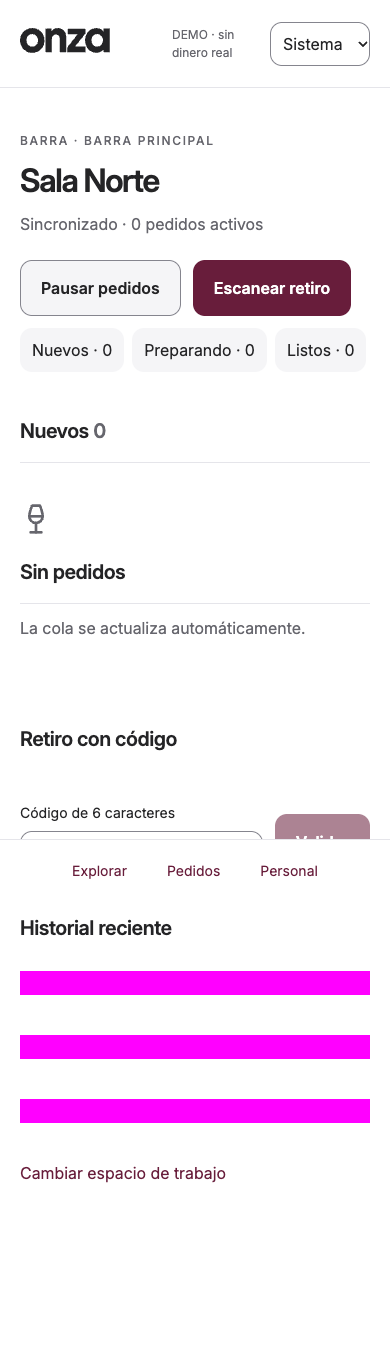 onza
DEMO · sin
dinero real
Sistema
BARRA · BARRA PRINCIPAL
Sala Norte
Sincronizado · 0 pedidos activos
Pausar pedidos
Escanear retiro
Nuevos · 0
Preparando · 0
Listos · 0
Nuevos 0
Sin pedidos
La cola se actualiza automáticamente.
Retiro con código
Código de 6 caracteres
Explorar
Pedidos
Personal
Historial reciente
Cambiar espacio de trabajo